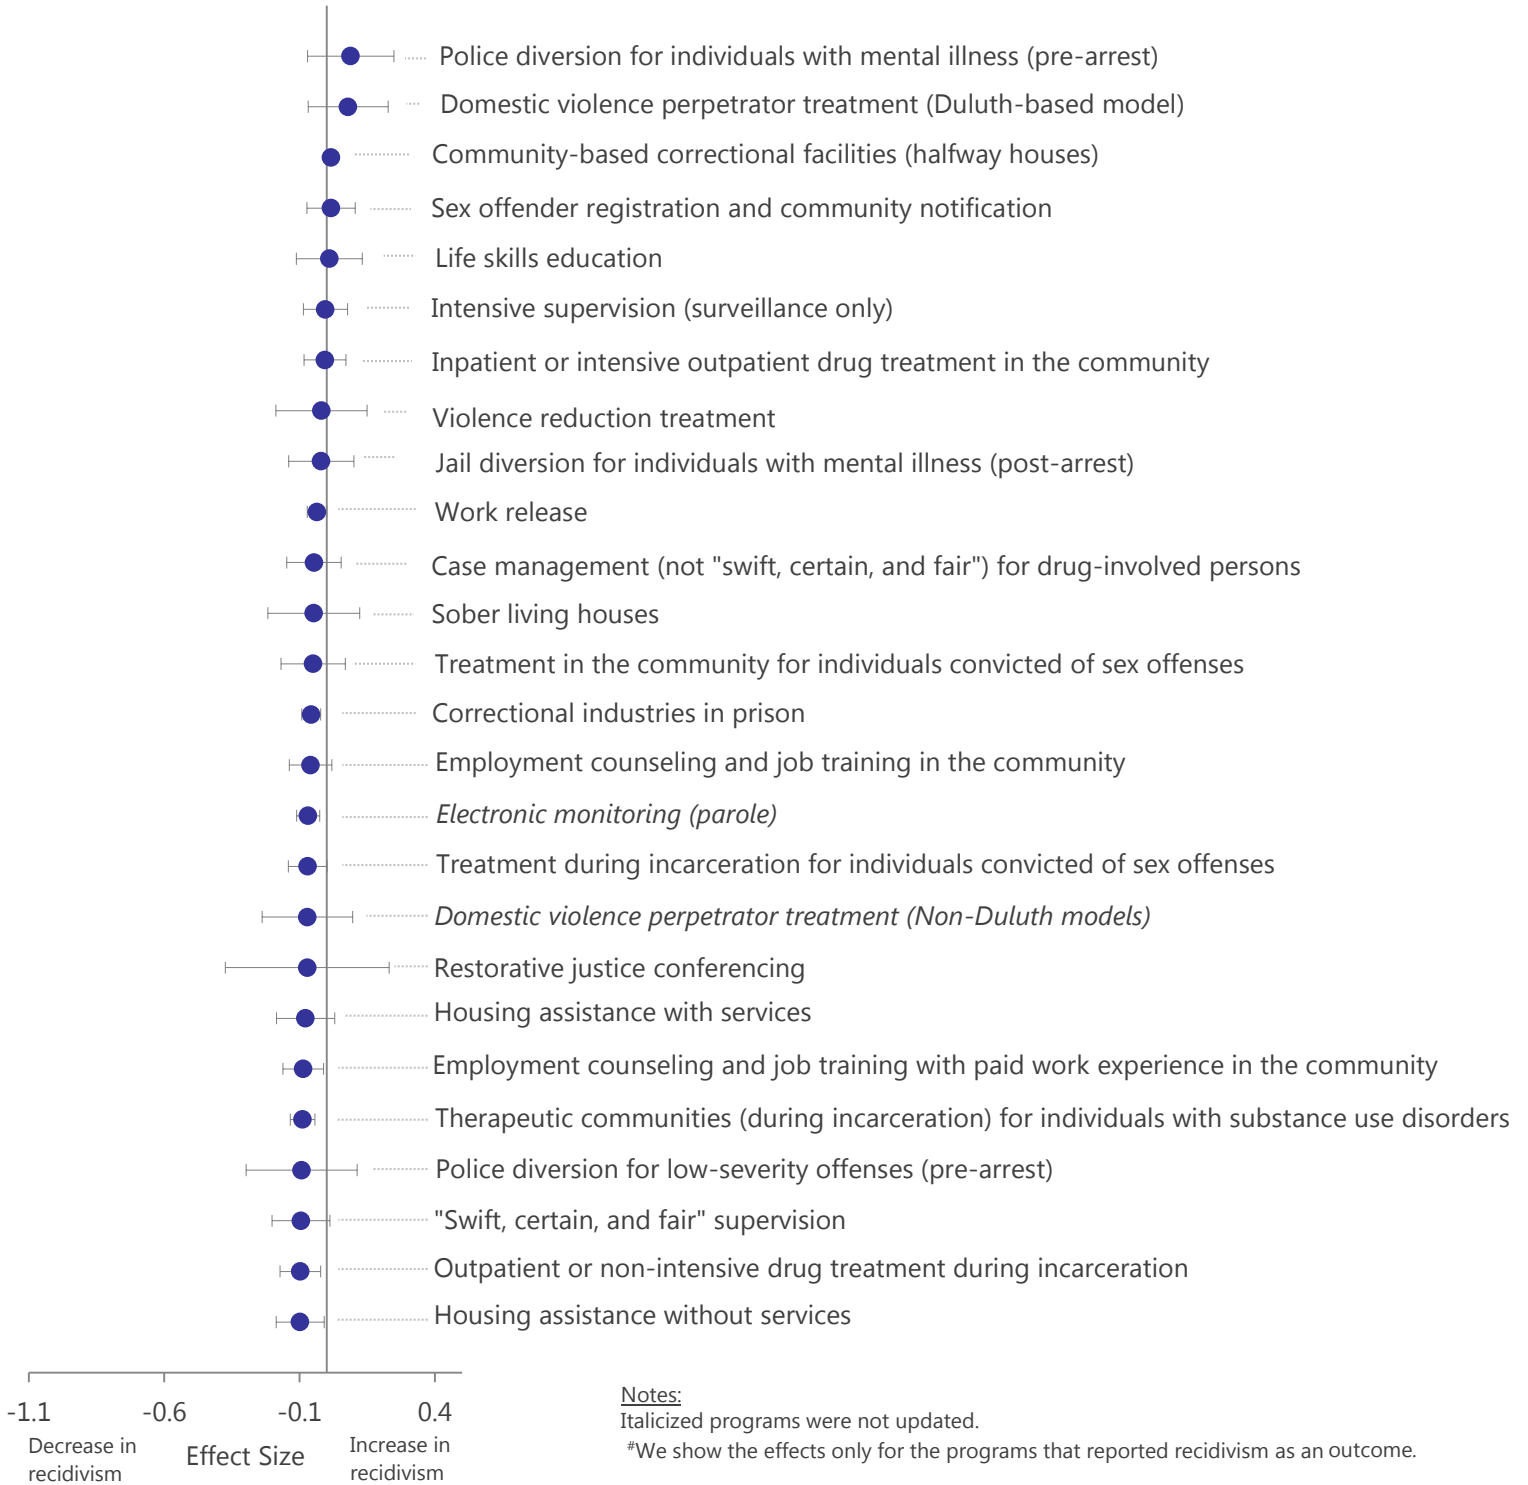 Police diversion for individuals with mental illness (pre-arrest)
Domestic violence perpetrator treatment (Duluth-based model)
Community-based correctional facilities (halfway houses)
Sex offender registration and community notification
Life skills education
Intensive supervision (surveillance only)
Inpatient or intensive outpatient drug treatment in the community
Violence reduction treatment
Jail diversion for individuals with mental illness (post-arrest)
Work release
Case management (not "swift, certain, and fair") for drug-involved persons
Sober living houses
Treatment in the community for individuals convicted of sex offenses
Correctional industries in prison
Employment counseling and job training in the community
Electronic monitoring (parole)
Treatment during incarceration for individuals convicted of sex offenses
Domestic violence perpetrator treatment (Non-Duluth models)
Restorative justice conferencing
Housing assistance with services
Employment counseling and job training with paid work experience in the community
Therapeutic communities (during incarceration) for individuals with substance use disorders
Police diversion for low-severity offenses (pre-arrest)
"Swift, certain, and fair" supervision
Outpatient or non-intensive drug treatment during incarceration
Housing assistance without services
-1.1 -0.6 -0.1 0.4
Decrease in
recidivism
Effect Size
Increase in
recidivism
Notes:
Italicized programs were not updated.
#We show the effects only for the programs that reported recidivism as an outcome.